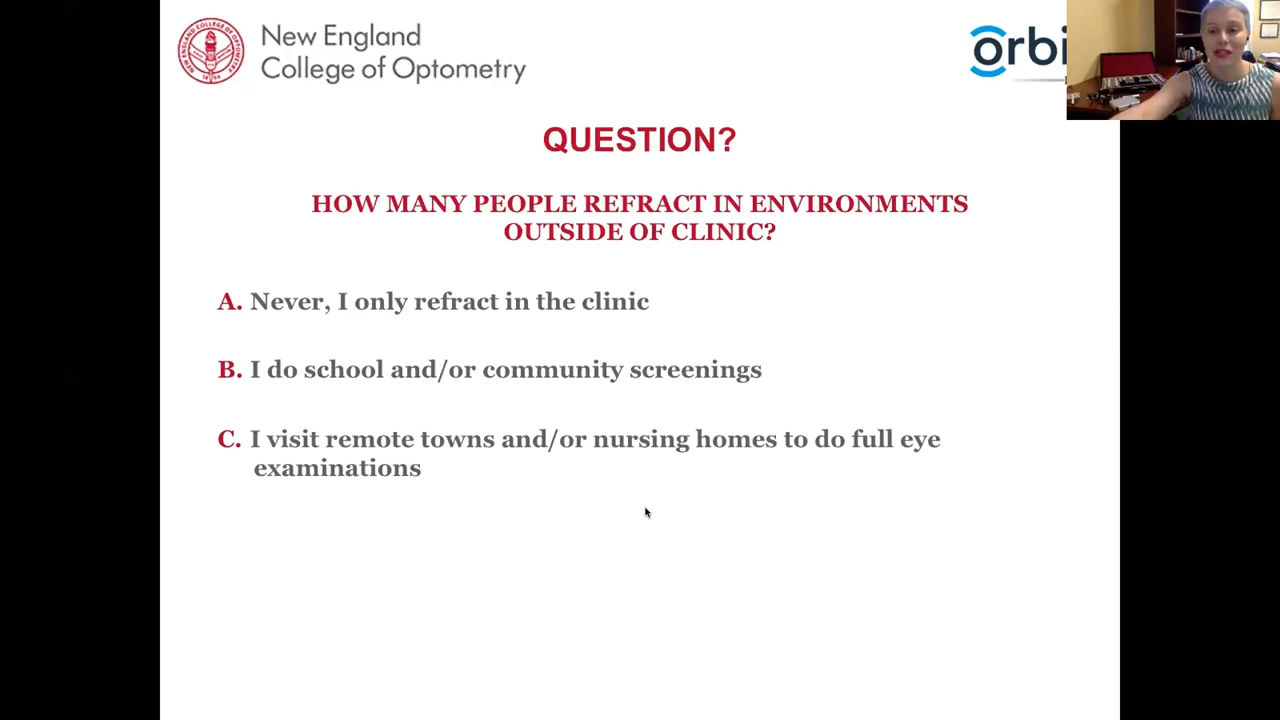 New England
College of Optometry
orbi
QUESTION?
HOW MANY PEOPLE REFRACT IN ENVIRONMENTS
OUTSIDE OF CLINIC?
A. Never, I only refract in the clinic
B. I do school and/or community screenings
C. I visit remote towns and/or nursing homes to do full eye
examinations